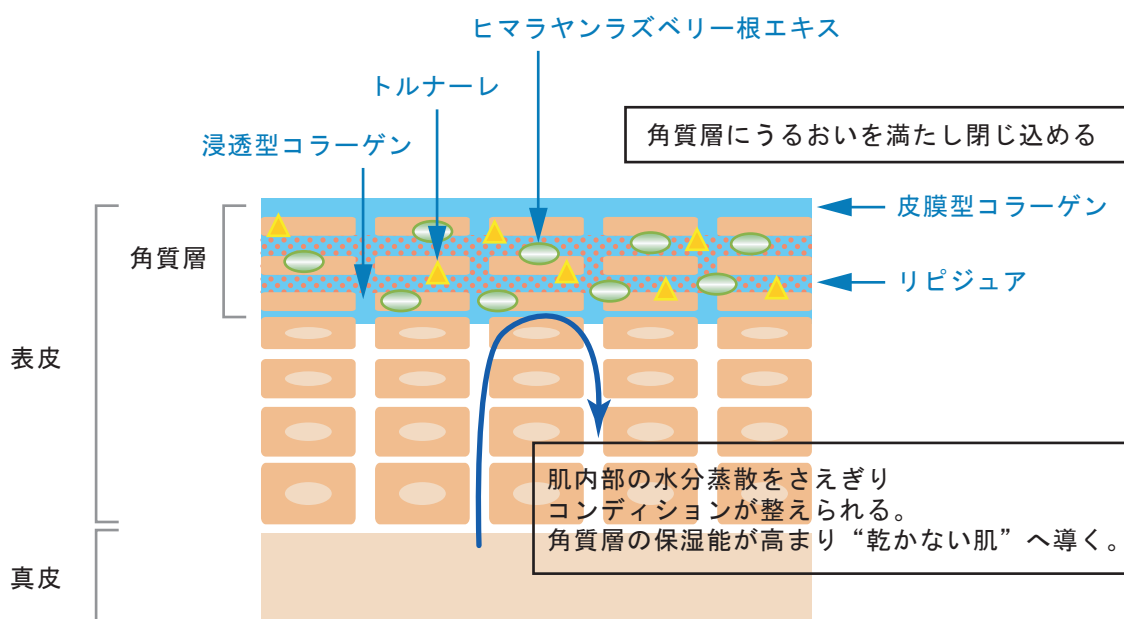 ヒマラヤンラズベリー根エキス
トルナーレ
浸透型コラーゲン
角質層にうるおいを満たし閉じ込める
皮膜型コラーゲン
角質層
リピジュア
表皮
肌内部の水分蒸散をさえぎり
コンディションが整えられる。
角質層の保湿能が高まり“乾かない肌”へ導く。
真皮